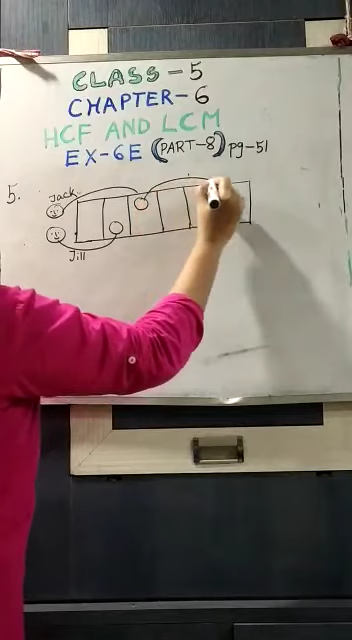 CLASS - 5
CHAPTER - 6
HCF AND LCM
EX-6E (PART-8) pg-51
5.
Jack
Jill